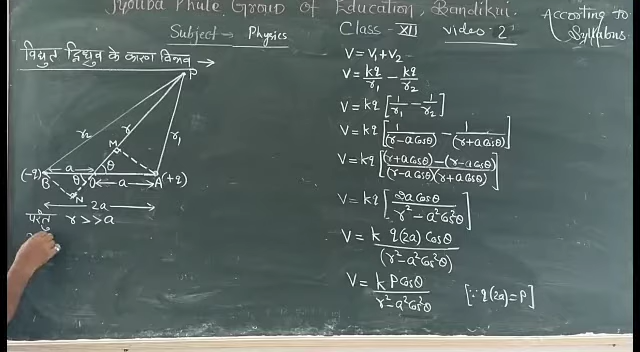 Jyotiba Phule Group of Education, Bandikui.
According To Syllabus
Subject → Physics
Class - XII
Video - 2
विद्युत द्विध्रुव के कारण विभव →
P
r₂
r
r₁
M
a
θ
(-q)
B
θ
O
a
A
(+q)
N
2a
परंतु r>>a
V = V₁ + V₂
V = kq/r₁ - kq/r₂
V = kq [1/r₁ - 1/r₂]
V = kq [1/(r-a cosθ) - 1/(r+a cosθ)]
V = kq [(r+a cosθ) - (r-a cosθ)/(r-a cosθ)(r+a cosθ)]
V = kq [2a cosθ/r² - a² cos²θ]
V = k q(2a) cosθ/(r² - a² cos²θ)
V = k P cosθ/r² - a² cos²θ [∵ q(2a) = P]